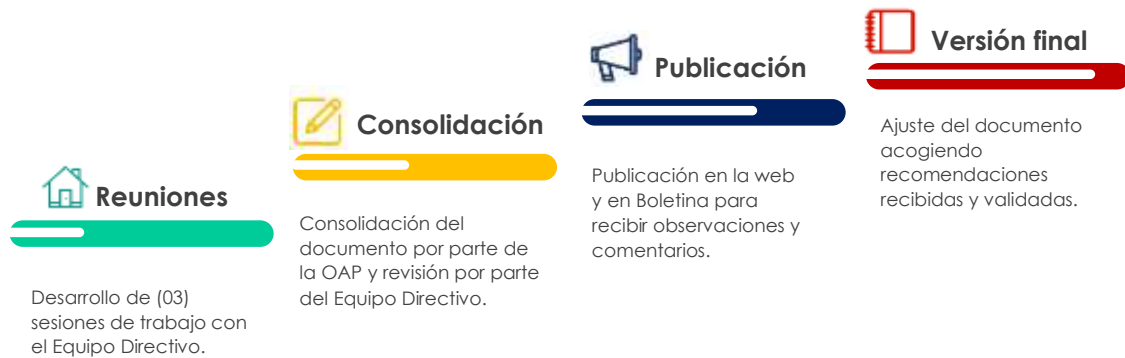 Reuniones
Desarrollo de (03)
sesiones de trabajo con
el Equipo Directivo.
Consolidación
Consolidación del
documento por parte de
la OAP y revisión por parte
del Equipo Directivo.
Publicación
Publicación en la web
y en Boletina para
recibir observaciones y
comentarios.
Versión final
Ajuste del documento
acogiendo
recomendaciones
recibidas y validadas.